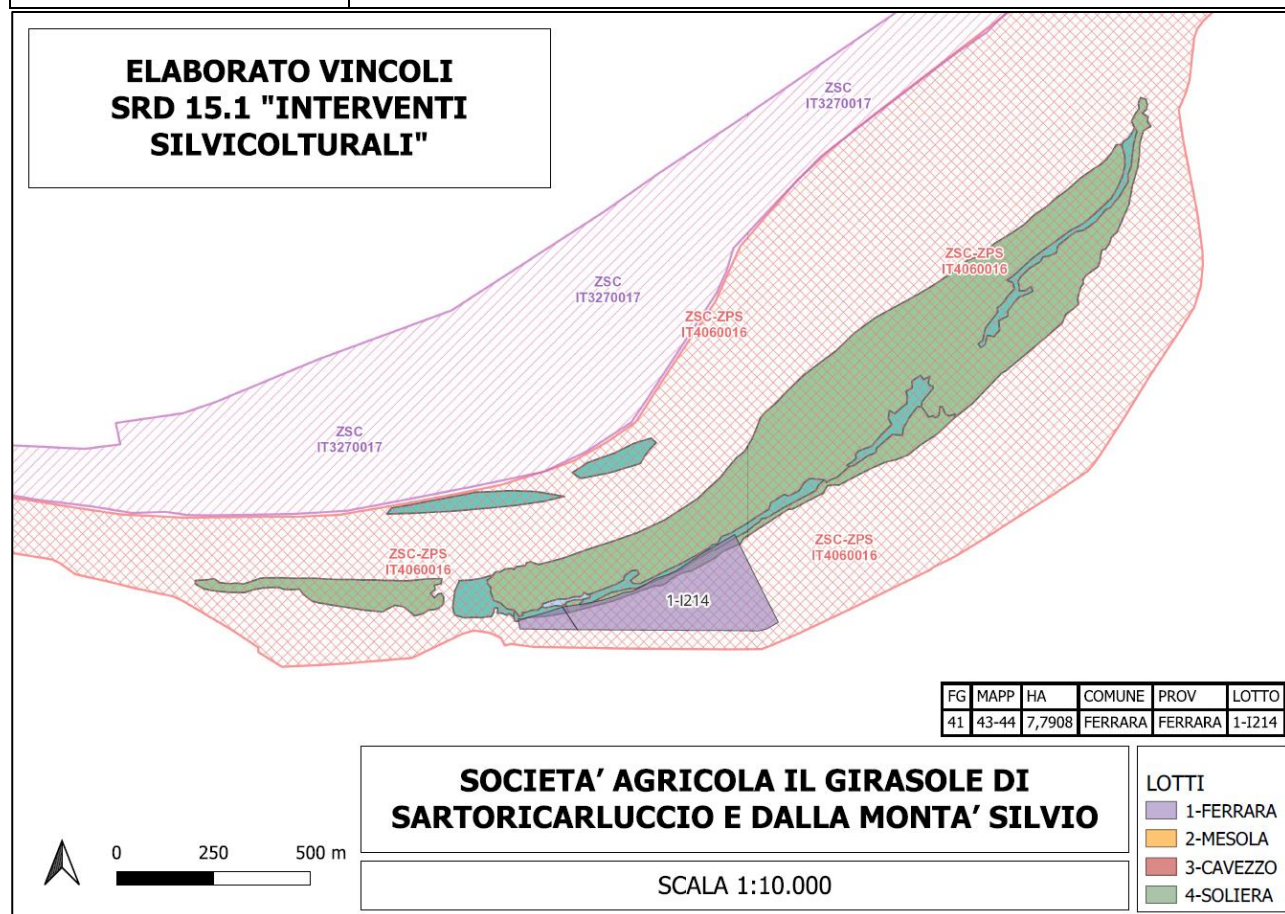 ELABORATO VINCOLI
SRD 15.1 "INTERVENTI
SILVICOLTURALI"
ZSC
IT3270017
ZSC-ZPS
IT4060016
ZSC
IT3270017
ZSC-ZPS
IT4060016
ZSC
IT3270017
ZSC-ZPS
IT4060016
ZSC-ZPS
IT4060016
1-I214
FG MAPP HA COMUNE PROV LOTTO
41 43-44 7,7908 FERRARA FERRARA 1-I214
SOCIETA’ AGRICOLA IL GIRASOLE DI
SARTORICARLUCCIO E DALLA MONTA’ SILVIO
SCALA 1:10.000
0 250 500 m
LOTTI
1-FERRARA
2-MESOLA
3-CAVEZZO
4-SOLIERA